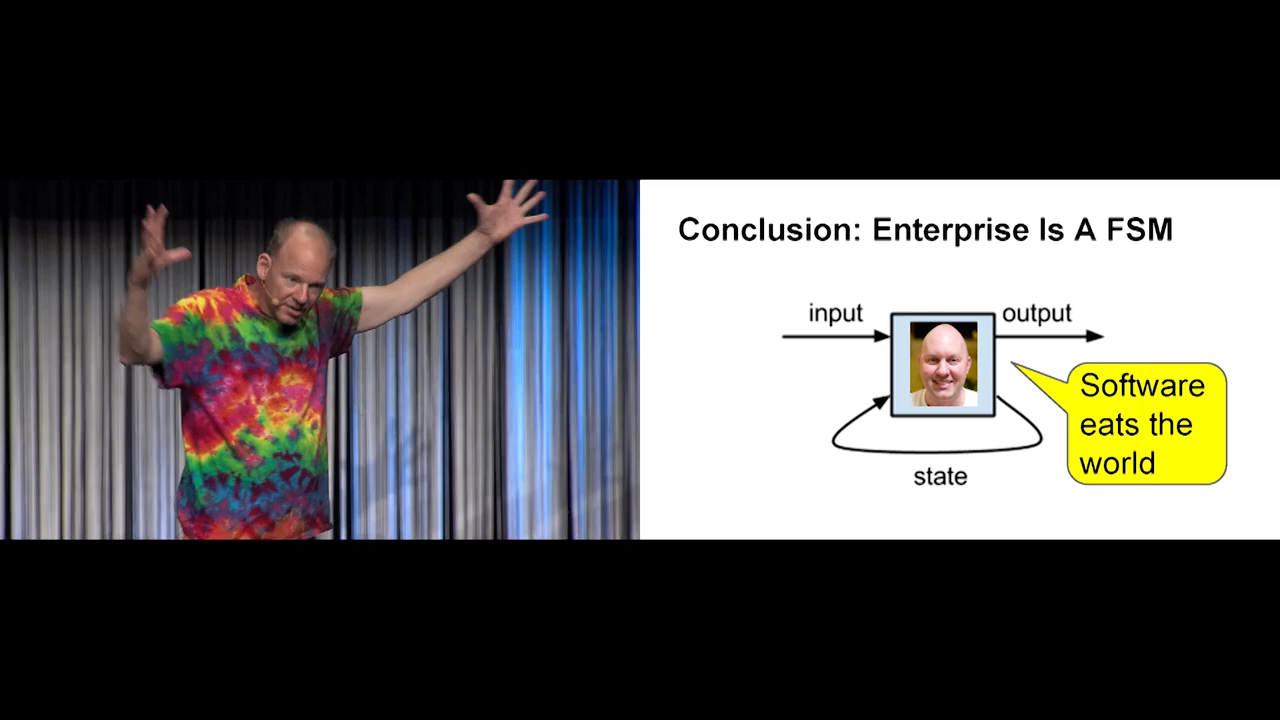 Conclusion: Enterprise Is A FSM
input
output
Software
eats the
world
state